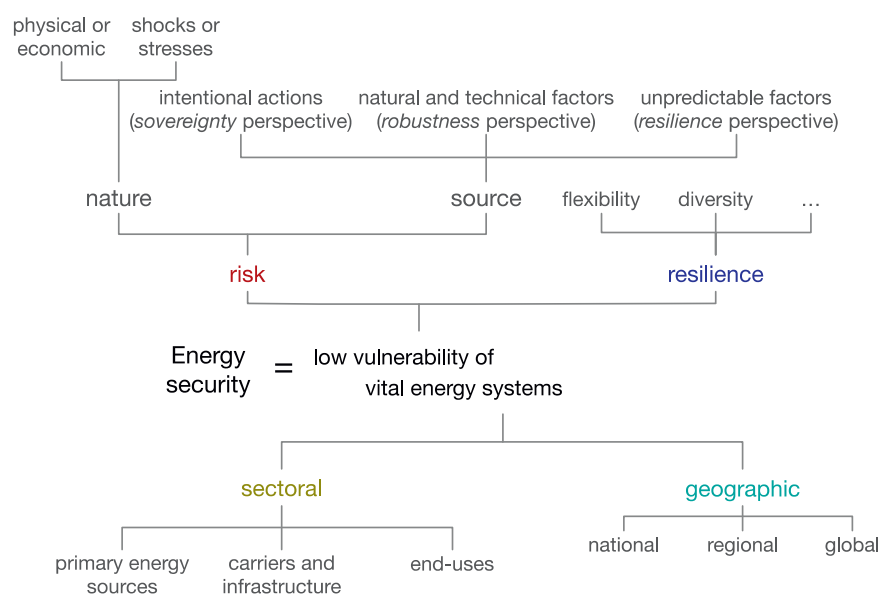 physical or
economic
shocks or
stresses
intentional actions
(sovereignty perspective)
natural and technical factors
(robustness perspective)
unpredictable factors
(resilience perspective)
nature
source
flexibility
diversity
...
risk
resilience
Energy
security
=
low vulnerability of
vital energy systems
sectoral
geographic
primary energy
sources
carriers and
infrastructure
end-uses
national
regional
global